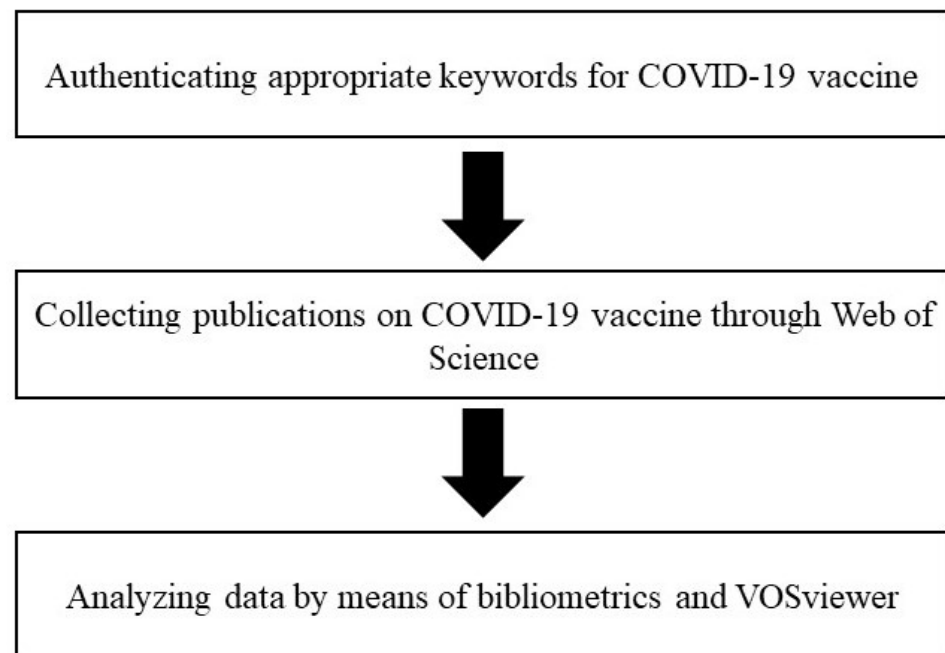 Authenticating appropriate keywords for COVID-19 vaccine
Collecting publications on COVID-19 vaccine through Web of
Science
Analyzing data by means of bibliometrics and VOSviewer